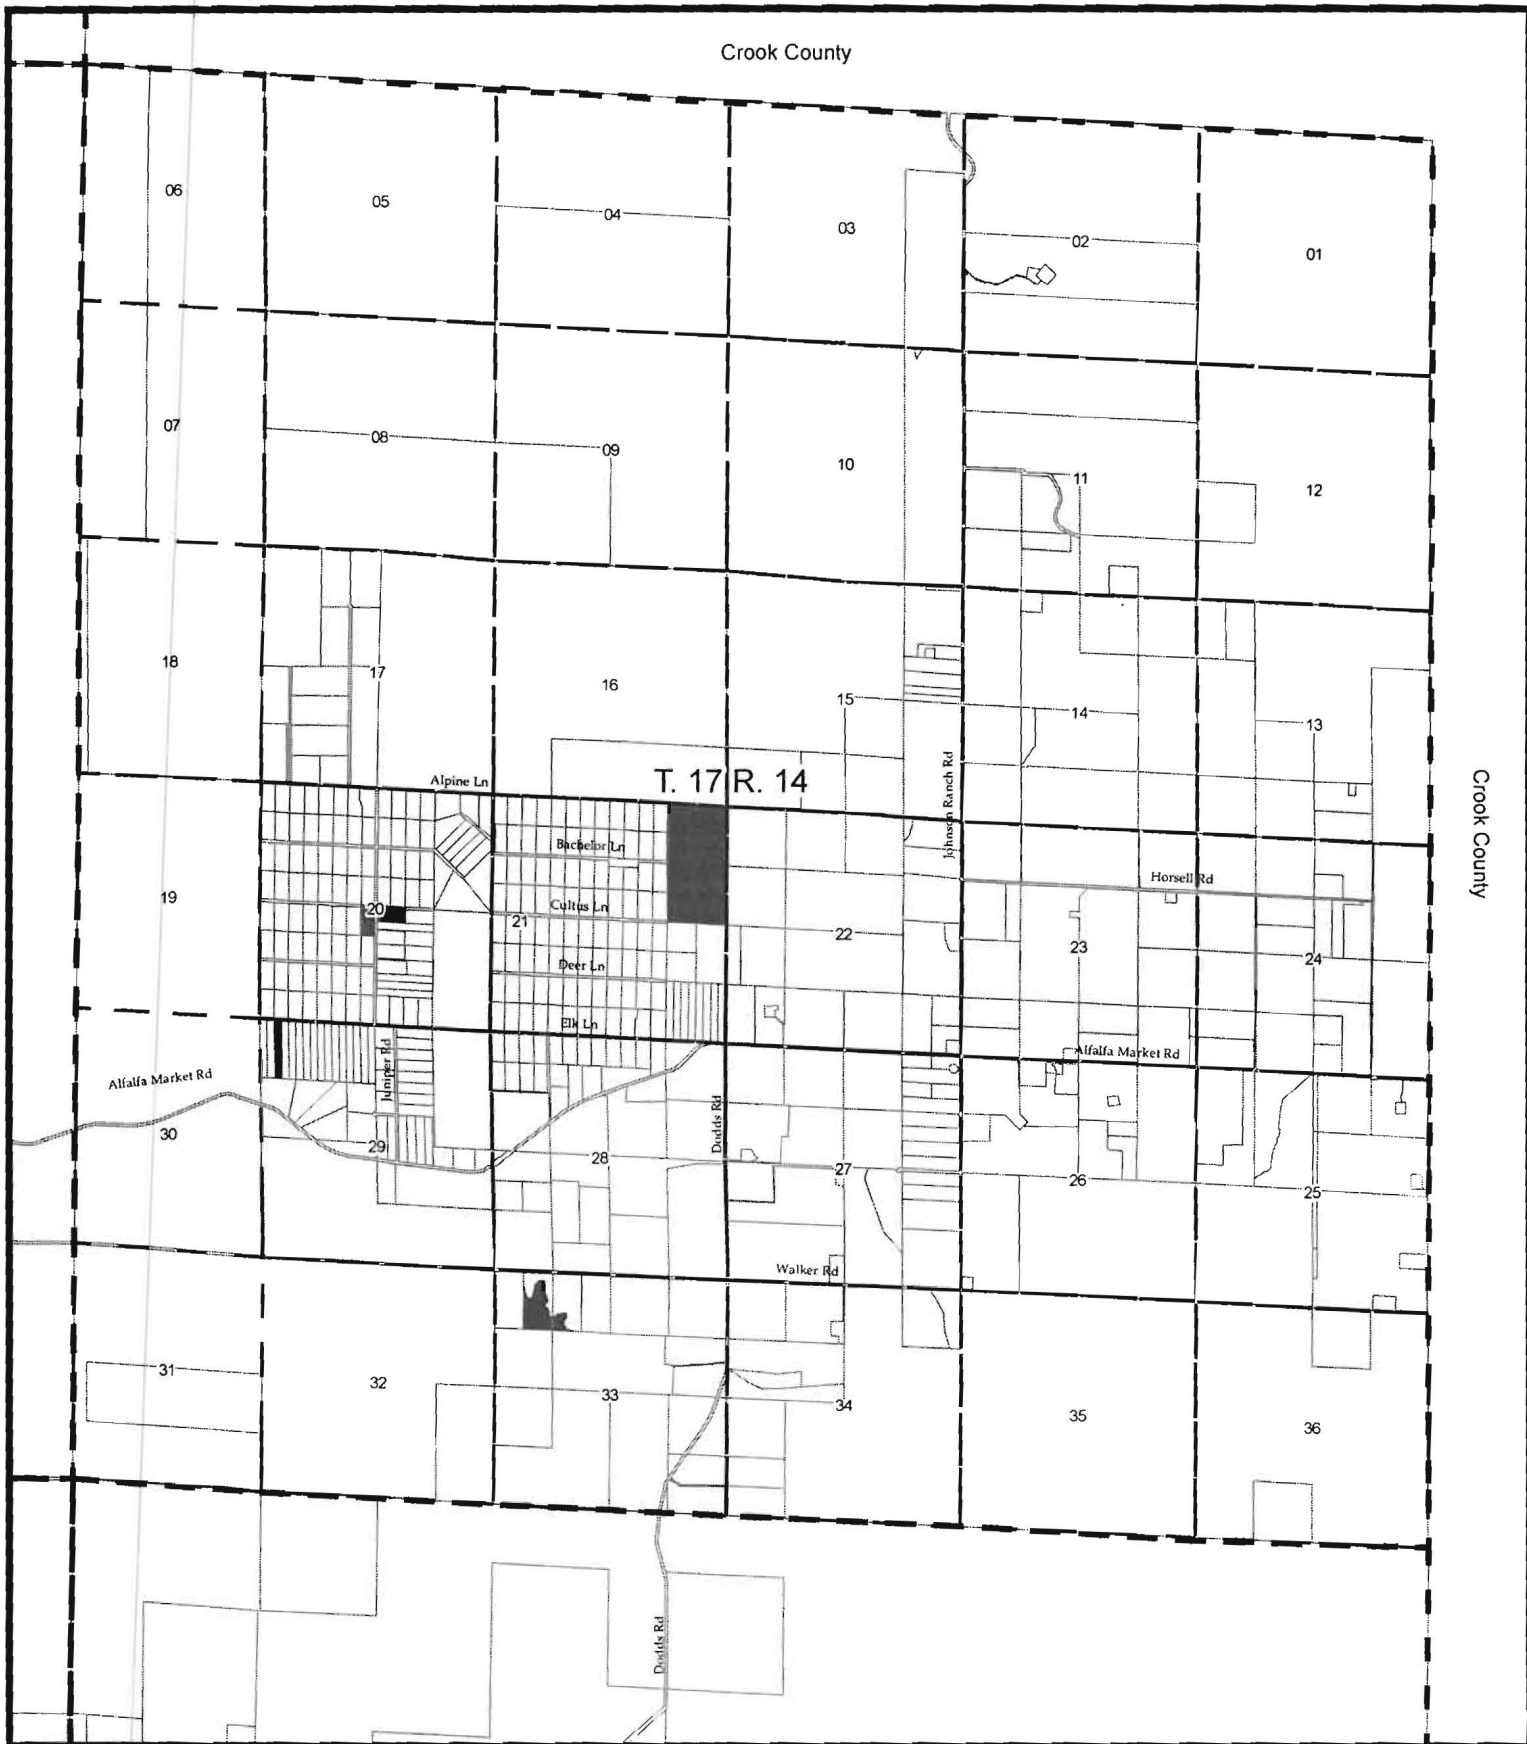 Crook County
06
05
04
03
02
01
07
08
09
10
11
12
18
17
16
15
14
13
Alpine Ln
T. 17 R. 14
Johnson Ranch Rd
Crook County
Bachelor Ln
Horsell Rd
19
20
Cultus Ln
21
22
23
24
Deer Ln
Elk Ln
Alfalfa Market Rd
Juniper Rd
Alfalfa Market Rd
30
29
28
Dodds Rd
27
26
25
Walker Rd
31
32
33
34
35
36
Dodds Rd